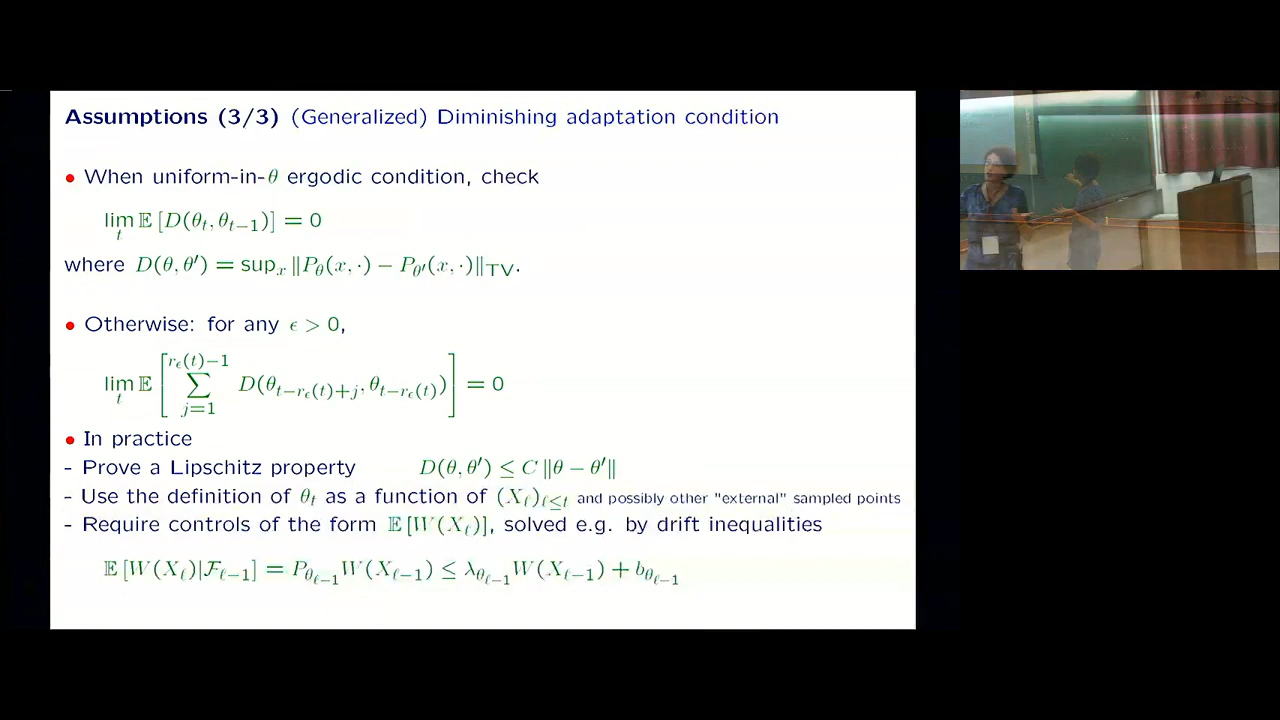 Assumptions (3/3) (Generalized) Diminishing adaptation condition
• When uniform-in-θ ergodic condition, check
lim_t 𝔼 [D(θ_t, θ_{t−1})] = 0
where D(θ, θ′) = sup_x ‖P_θ(x, ·) − P_{θ′}(x, ·)‖_TV.
• Otherwise: for any ϵ > 0,
lim_t 𝔼 [∑_{j=1}^{r_ϵ(t)−1} D(θ_{t−r_ϵ(t)+j}, θ_{t−r_ϵ(t)})] = 0
• In practice
- Prove a Lipschitz property D(θ, θ′) ≤ C ‖θ − θ′‖
- Use the definition of θ_t as a function of (X_ℓ)_{ℓ≤t} and possibly other "external" sampled points
- Require controls of the form 𝔼 [W(X_ℓ)], solved e.g. by drift inequalities
𝔼 [W(X_ℓ)|ℱ_{ℓ−1}] = P_{θ_{ℓ−1}}W(X_{ℓ−1}) ≤ λ_{θ_{ℓ−1}}W(X_{ℓ−1}) + b_{θ_{ℓ−1}}